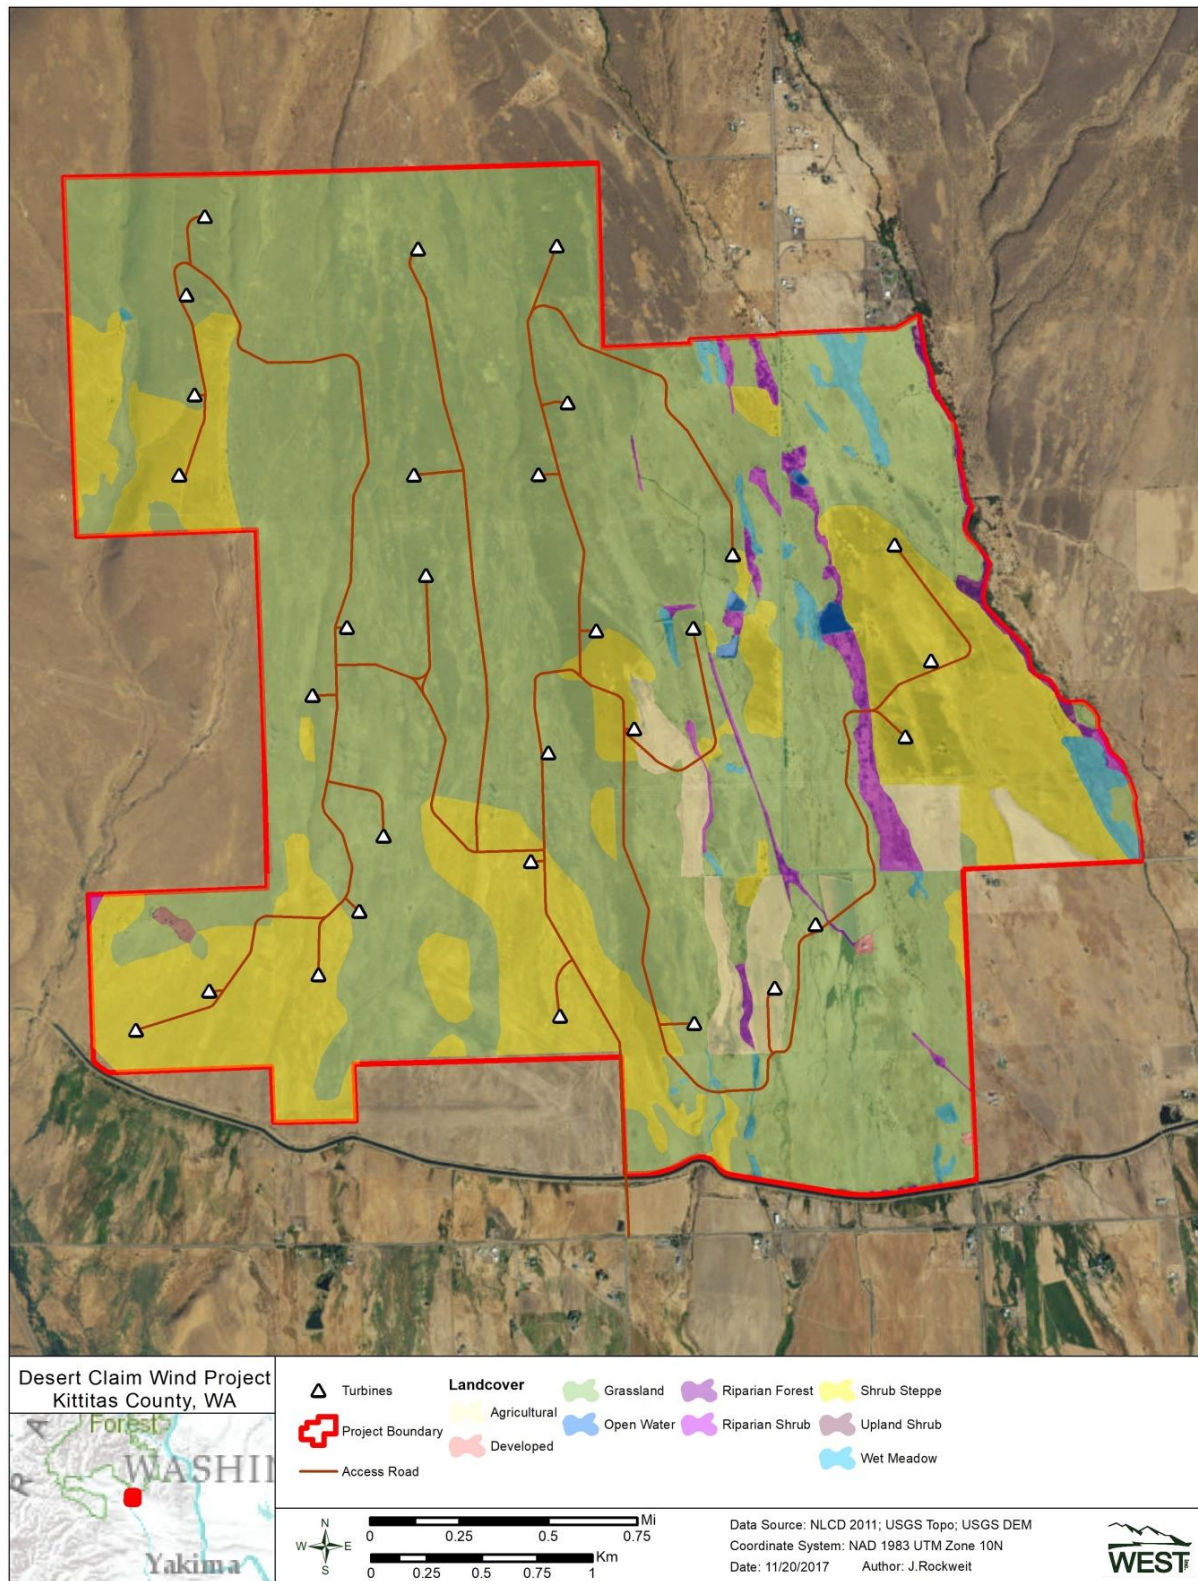 Desert Claim Wind Project
Kittitas County, WA
Forest
WASHIN
Yakima
Turbines
Project Boundary
Access Road
Landcover
Agricultural
Developed
Grassland
Open Water
Riparian Forest
Riparian Shrub
Shrub Steppe
Upland Shrub
Wet Meadow
N
W E
S
Mi
0 0.25 0.5 0.75
Km
0 0.25 0.5 0.75 1
Data Source: NLCD 2011; USGS Topo; USGS DEM
Coordinate System: NAD 1983 UTM Zone 10N
Date: 11/20/2017 Author: J.Rockweit
WEST